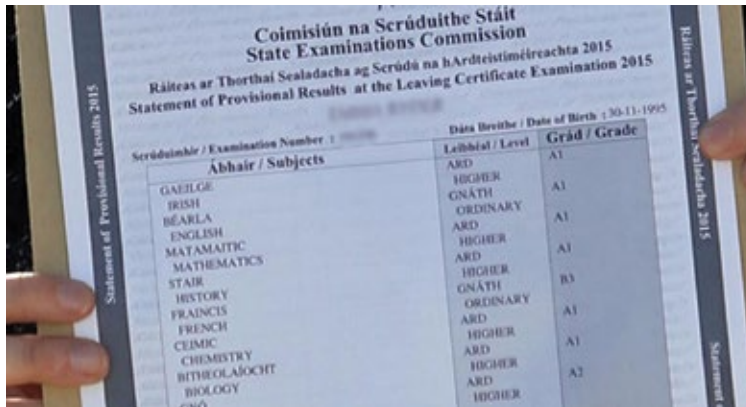 Coimisiún na Scrúduithe Stáit
State Examinations Commission
Ráiteas ar Thorthaí Sealadacha ag Scrúdú na hArdteistiméireachta 2015
Statement of Provisional Results at the Leaving Certificate Examination 2015
Scrúduimhir / Examination Number :
Dáta Breithe / Date of Birth : 30-11-1995
Ábhair / Subjects Leibhéal / Level Grád / Grade
GAEILGE ARD A1
IRISH HIGHER
BÉARLA GNÁTH A1
ENGLISH ORDINARY
MATAMAITIC ARD A1
MATHEMATICS HIGHER
STAIR ARD A1
HISTORY HIGHER
FRAINCIS GNÁTH B3
FRENCH ORDINARY
CEIMIC ARD A1
CHEMISTRY HIGHER
BITHEOLAÍOCHT ARD A1
BIOLOGY HIGHER
ARD A2
HIGHER
Statement of Provisional Results 2015
Ráiteas ar Thorthaí Sealadacha 2015
Statement